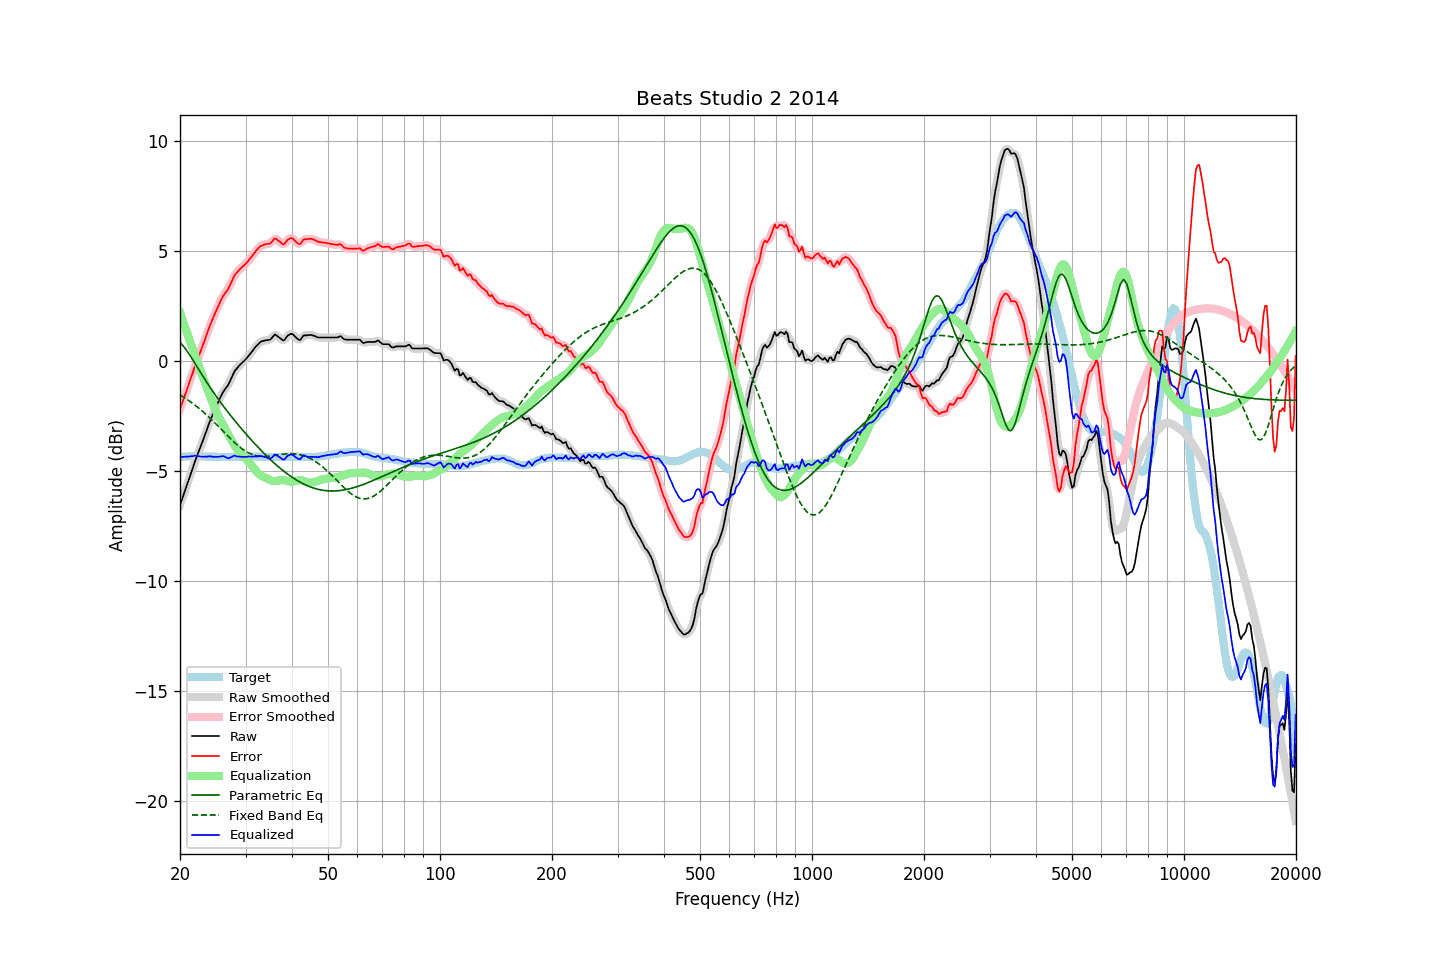 Beats Studio 2 2014
Amplitude (dBr)
10
5
0
−5
−10
−15
−20
Target
Raw Smoothed
Error Smoothed
Raw
Error
Equalization
Parametric Eq
Fixed Band Eq
Equalized
20 50 100 200 500 1000 2000 5000 10000 20000
Frequency (Hz)